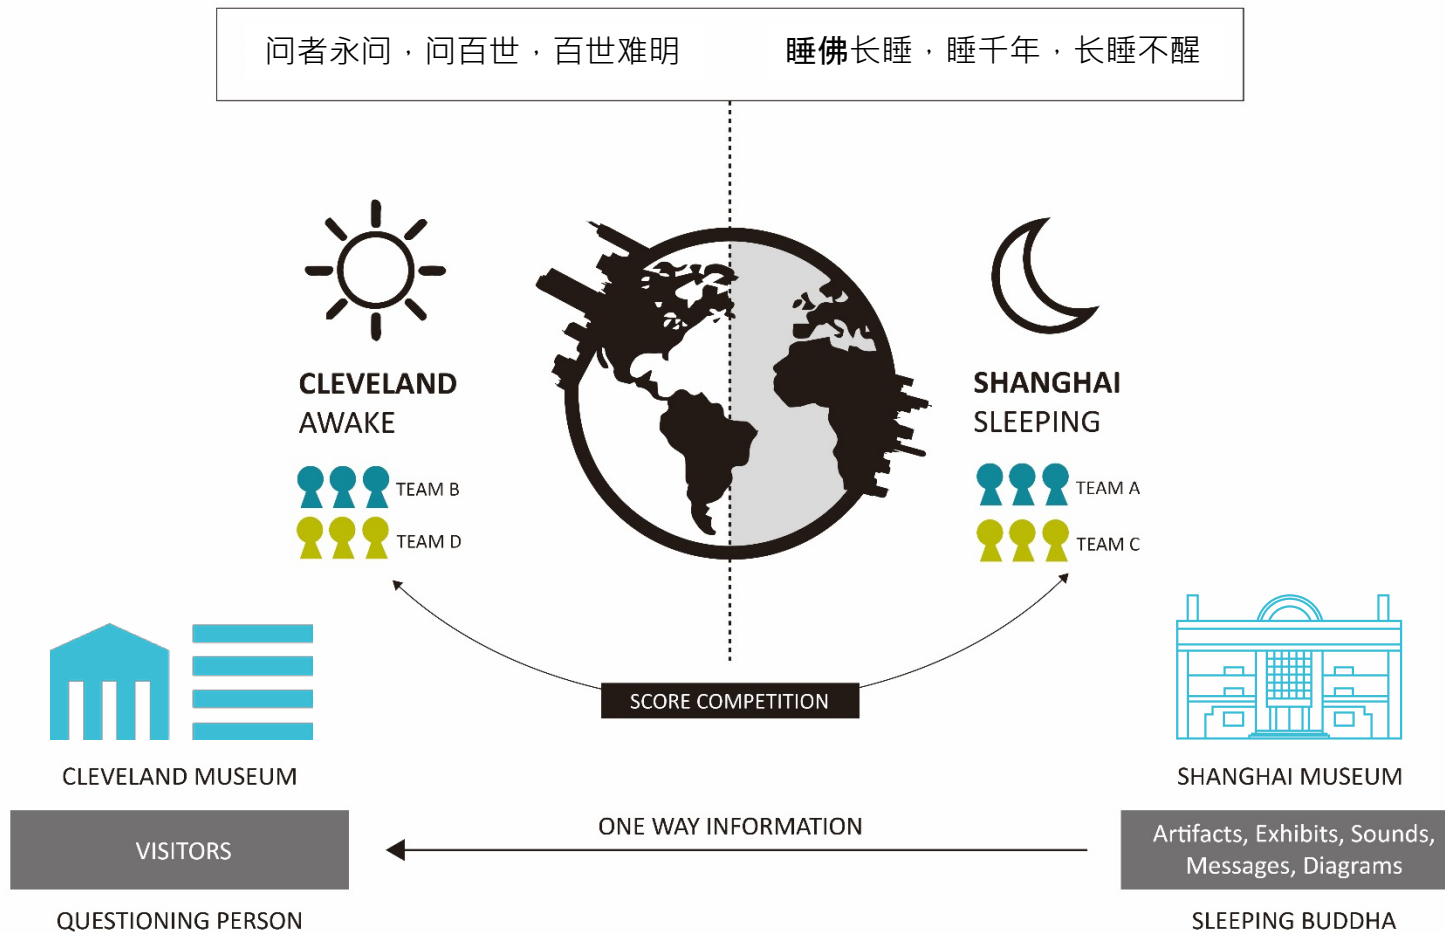 问者永问，问百世，百世难明
睡佛长睡，睡千年，长睡不醒
CLEVELAND
AWAKE
TEAM B
TEAM D
SHANGHAI
SLEEPING
TEAM A
TEAM C
SCORE COMPETITION
CLEVELAND MUSEUM
VISITORS
QUESTIONING PERSON
ONE WAY INFORMATION
SHANGHAI MUSEUM
Artifacts, Exhibits, Sounds,
Messages, Diagrams
SLEEPING BUDDHA